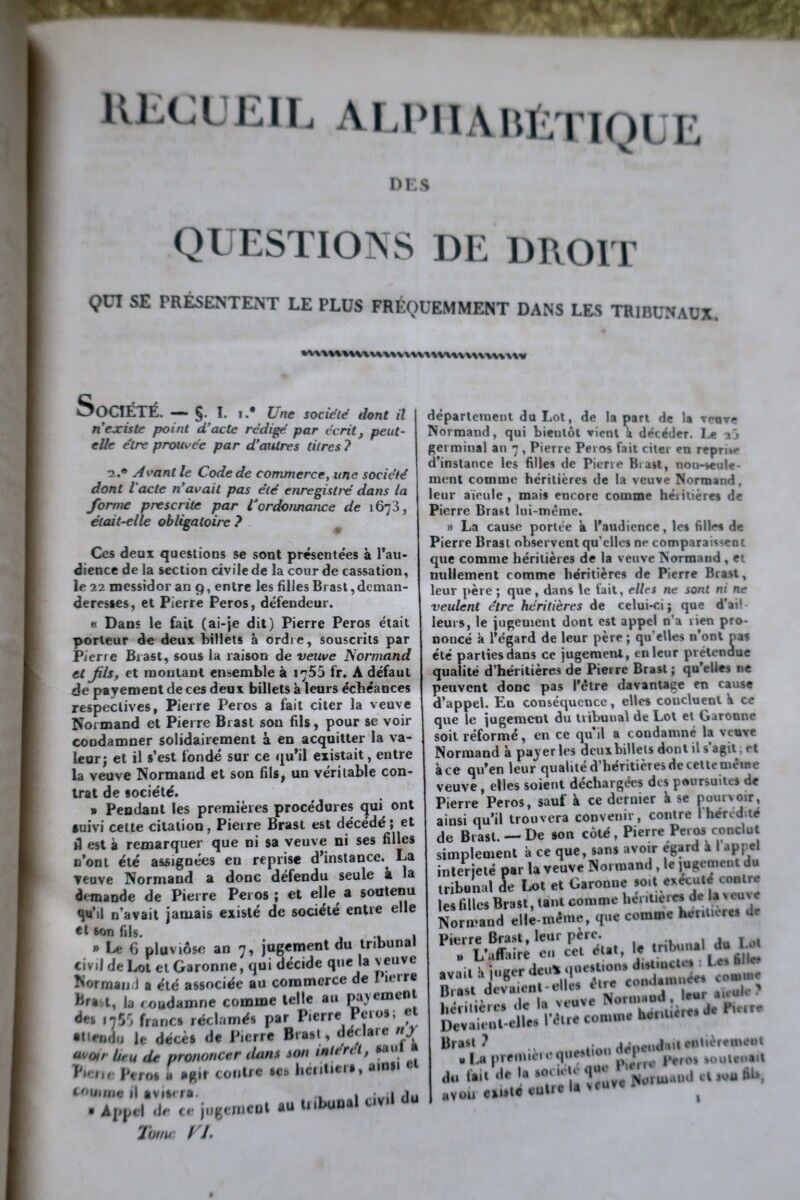 RECUEIL ALPHABÉTIQUE
DES
QUESTIONS DE DROIT
QUI SE PRÉSENTENT LE PLUS FRÉQUEMMENT DANS LES TRIBUNAUX.
SOCIÉTÉ. — §. I. 1.° Une société dont il
n'existe point d'acte rédigé par écrit, peut-
elle être prouvée par d'autres titres ?
2.° Avant le Code de commerce, une société
dont l'acte n'avait pas été enregistré dans la
forme prescrite par l'ordonnance de 1673,
était-elle obligatoire ?
Ces deux questions se sont présentées à l'au-
dience de la section civile de la cour de cassation,
le 22 messidor an 9, entre les filles Brast, deman-
deresses, et Pierre Peros, défendeur.
« Dans le fait (ai-je dit) Pierre Peros était
porteur de deux billets à ordre, souscrits par
Pierre Brast, sous la raison de veuve Normand
et fils, et montant ensemble à 1755 fr. A défaut
de payement de ces deux billets à leurs échéances
respectives, Pierre Peros a fait citer la veuve
Normand et Pierre Brast son fils, pour se voir
condamner solidairement à en acquitter la va-
leur; et il s'est fondé sur ce qu'il existait, entre
la veuve Normand et son fils, un véritable con-
trat de société.
» Pendant les premières procédures qui ont
suivi cette citation, Pierre Brast est décédé; et
il est à remarquer que ni sa veuve ni ses filles
n'ont été assignées en reprise d'instance. La
veuve Normand a donc défendu seule à la
demande de Pierre Peros; et elle a soutenu
qu'il n'avait jamais existé de société entre elle
et son fils.
» Le 6 pluviôse an 7, jugement du tribunal
civil de Lot et Garonne, qui décide que la veuve
Normand a été associée au commerce de Pierre
Brast, la condamne comme telle au payement
des 1755 francs réclamés par Pierre Peros; et
attendu le décès de Pierre Brast, déclare n'y
avoir lieu de prononcer dans son intérêt, sauf à
Pierre Peros à agir contre ses héritiers, ainsi et
comme il avisera.
» Appel de ce jugement au tribunal civil du
Tome VI.
département du Lot, de la part de la veuve
Normand, qui bientôt vient à décéder. Le 25
germinal an 7, Pierre Peros fait citer en reprise
d'instance les filles de Pierre Brast, non-seule-
ment comme héritières de la veuve Normand,
leur aïeule, mais encore comme héritières de
Pierre Brast lui-même.
» La cause portée à l'audience, les filles de
Pierre Brast observent qu'elles ne comparaissent
que comme héritières de la veuve Normand, et
nullement comme héritières de Pierre Brast,
leur père; que, dans le fait, elles ne sont ni ne
veulent être héritières de celui-ci; que d'ail-
leurs, le jugement dont est appel n'a rien pro-
noncé à l'égard de leur père; qu'elles n'ont pas
été parties dans ce jugement, en leur prétendue
qualité d'héritières de Pierre Brast; qu'elles ne
peuvent donc pas l'être davantage en cause
d'appel. En conséquence, elles concluent à ce
que le jugement du tribunal de Lot et Garonne
soit réformé, en ce qu'il a condamné la veuve
Normand à payer les deux billets dont il s'agit; et
à ce qu'en leur qualité d'héritières de cette même
veuve, elles soient déchargées des poursuites de
Pierre Peros, sauf à ce dernier à se pourvoir,
ainsi qu'il trouvera convenir, contre l'hérédité
de Brast. — De son côté, Pierre Peros conclut
simplement à ce que, sans avoir égard à l'appel
interjeté par la veuve Normand, le jugement du
tribunal de Lot et Garonne soit exécuté contre
les filles Brast, tant comme héritières de la veuve
Normand elle-même, que comme héritières de
Pierre Brast, leur père.
» L'affaire en cet état, le tribunal du Lot
avait à juger deux questions distinctes : Les filles
Brast devaient-elles être condamnées comme
héritières de la veuve Normand, leur aïeule ?
Devaient-elles l'être comme héritières de Pierre
Brast ?
» La première question dépendait entièrement
du fait de la société que Pierre Peros soutenait
avoir existé entre la veuve Normand et son fils,
1